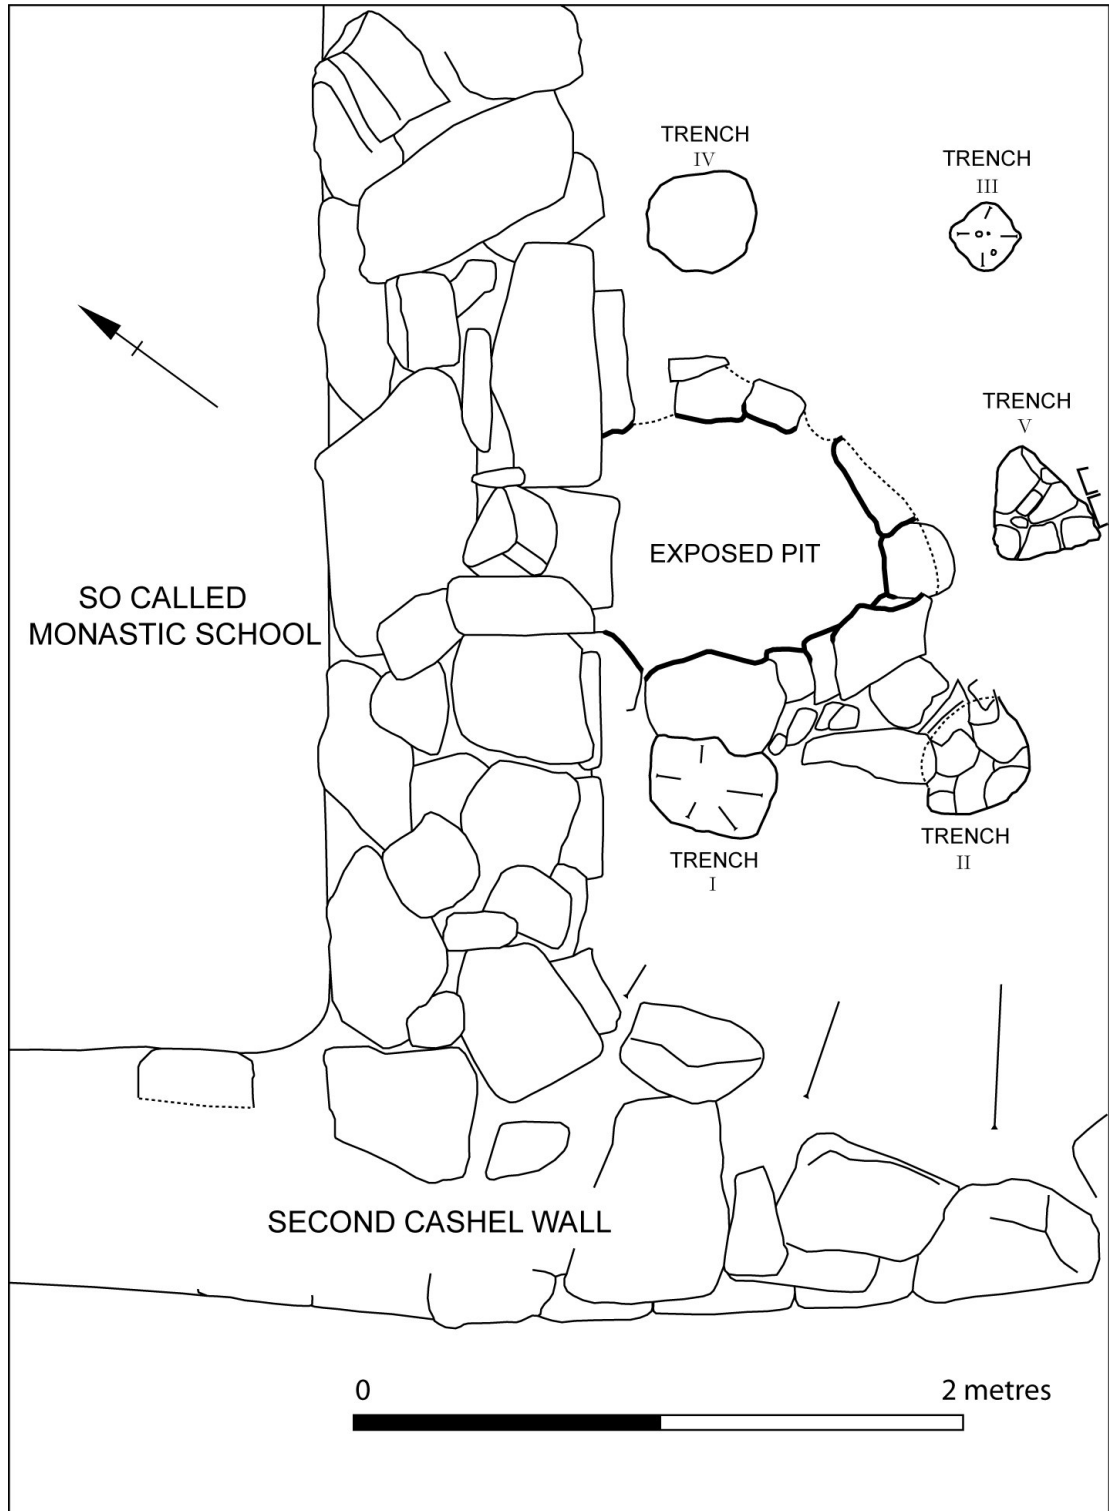 TRENCH
IV
TRENCH
III
TRENCH
V
EXPOSED PIT
SO CALLED
MONASTIC SCHOOL
TRENCH
II
TRENCH
I
SECOND CASHEL WALL
0
2 metres